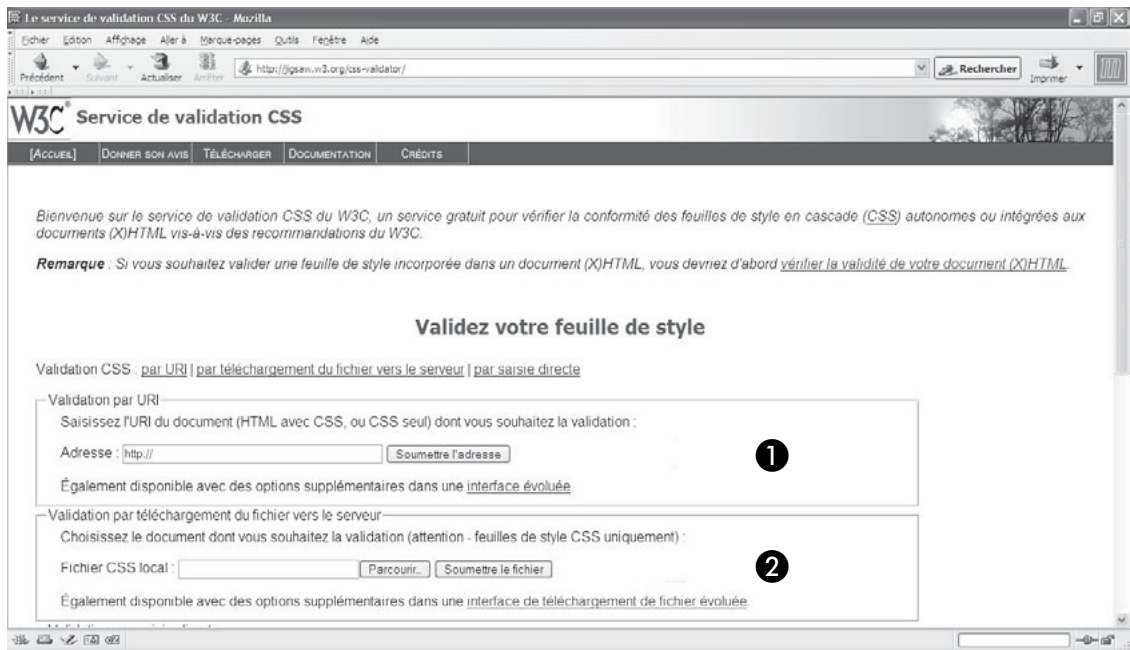 Le service de validation CSS du W3C - Mozilla
Fichier Edition Affichage Aller à Marque-pages Outils Fenêtre Aide
Précédent Suivant Actualiser Arrêter http://jigsaw.w3.org/css-validator/ Rechercher Imprimer
W3C® Service de validation CSS
[Accueil] Donner son avis Télécharger Documentation Crédits
Bienvenue sur le service de validation CSS du W3C, un service gratuit pour vérifier la conformité des feuilles de style en cascade (CSS) autonomes ou intégrées aux
documents (X)HTML vis-à-vis des recommandations du W3C.
Remarque : Si vous souhaitez valider une feuille de style incorporée dans un document (X)HTML, vous devriez d'abord vérifier la validité de votre document (X)HTML.
Validez votre feuille de style
Validation CSS : par URI | par téléchargement du fichier vers le serveur | par saisie directe
Validation par URI
Saisissez l'URI du document (HTML avec CSS, ou CSS seul) dont vous souhaitez la validation :
Adresse : http:// Soumettre l'adresse
❶
Également disponible avec des options supplémentaires dans une interface évoluée.
Validation par téléchargement du fichier vers le serveur
Choisissez le document dont vous souhaitez la validation (attention - feuilles de style CSS uniquement) :
Fichier CSS local : Parcourir... Soumettre le fichier
❷
Également disponible avec des options supplémentaires dans une interface de téléchargement de fichier évoluée.